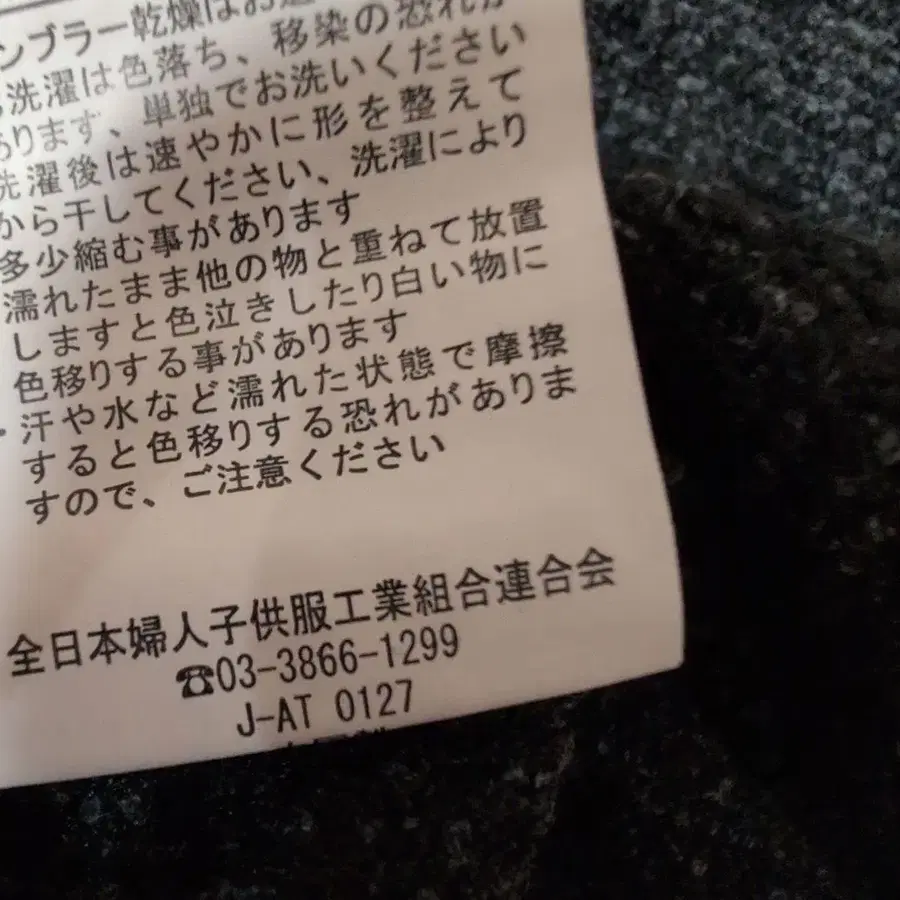 ンブラー乾燥はお避
洗濯は色落ち、移染の恐れが
あります、単独でお洗いください
洗濯後は速やかに形を整えて
から干してください、洗濯により
多少縮む事があります
濡れたまま他の物と重ねて放置
しますと色泣きしたり白い物に
色移りする事があります
・汗や水など濡れた状態で摩擦
すると色移りする恐れがありま
すので、ご注意ください
全日本婦人子供服工業組合連合会
☎03-3866-1299
J-AT 0127